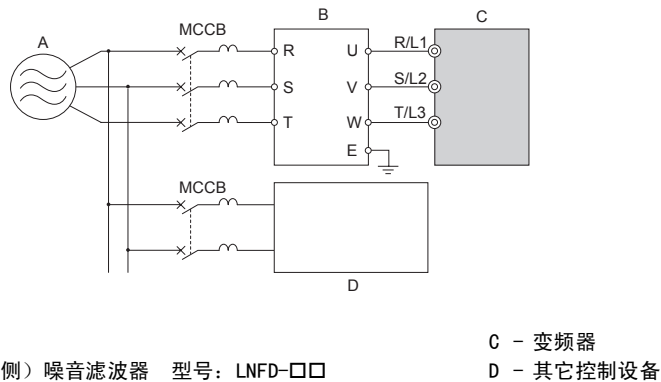 A
MCCB
B
C
R
U
R/L1
S
V
S/L2
T
W
T/L3
E
MCCB
D
C - 变频器
侧）噪音滤波器 型号：LNFD-□□
D - 其它控制设备